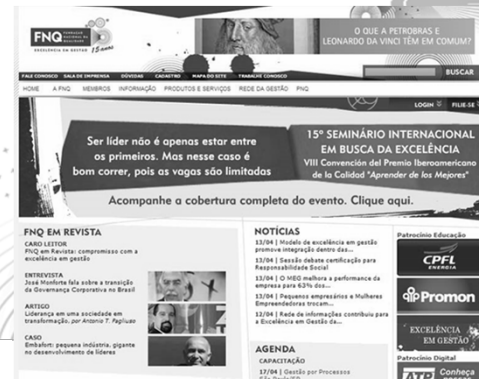 FNQ
FUNDAÇÃO
NACIONAL DA
QUALIDADE
EXCELÊNCIA EM GESTÃO
15 anos
O QUE A PETROBRAS E
LEONARDO DA VINCI TÊM EM COMUM?
FALE CONOSCO SALA DE IMPRENSA DÚVIDAS CADASTRO MAPA DO SITE TRABALHE CONOSCO
BUSCAR
HOME A FNQ MEMBROS INFORMAÇÃO PRODUTOS E SERVIÇOS REDE DA GESTÃO PNQ
LOGIN FILIE-SE
Ser líder não é apenas estar entre
os primeiros. Mas nesse caso é
bom correr, pois as vagas são limitadas
15º SEMINÁRIO INTERNACIONAL
EM BUSCA DA EXCELÊNCIA
VIII Convención del Premio Iberoamericano
de la Calidad "Aprender de los Mejores"
Acompanhe a cobertura completa do evento. Clique aqui.
FNQ EM REVISTA
CARO LEITOR
FNQ em Revista: compromisso com a
excelência em gestão
ENTREVISTA
José Monforte fala sobre a transição
da Governança Corporativa no Brasil
ARTIGO
Liderança em uma sociedade em
transformação, por Antonio T. Pagliuso
CASO
Embafort: pequena indústria, gigante
no desenvolvimento de líderes
NOTÍCIAS
13/04 | Modelo de excelência em gestão
promove integração dentro das...
13/04 | Sessão debate certificação para
Responsabilidade Social
13/04 | O MEG melhora a performance da
empresa para 63% dos...
13/04 | Pequenos empresários e Mulheres
Empreendedoras trocam...
12/04 | Rede de informações contribuiu para
a Excelência em Gestão da...
AGENDA
CAPACITAÇÃO
17/04 | Gestão por Processos
Patrocínio Educação
CPFL
ENERGIA
Promon
EXCELÊNCIA
EM GESTÃO
Patrocínio Digital
ATP
Conheça